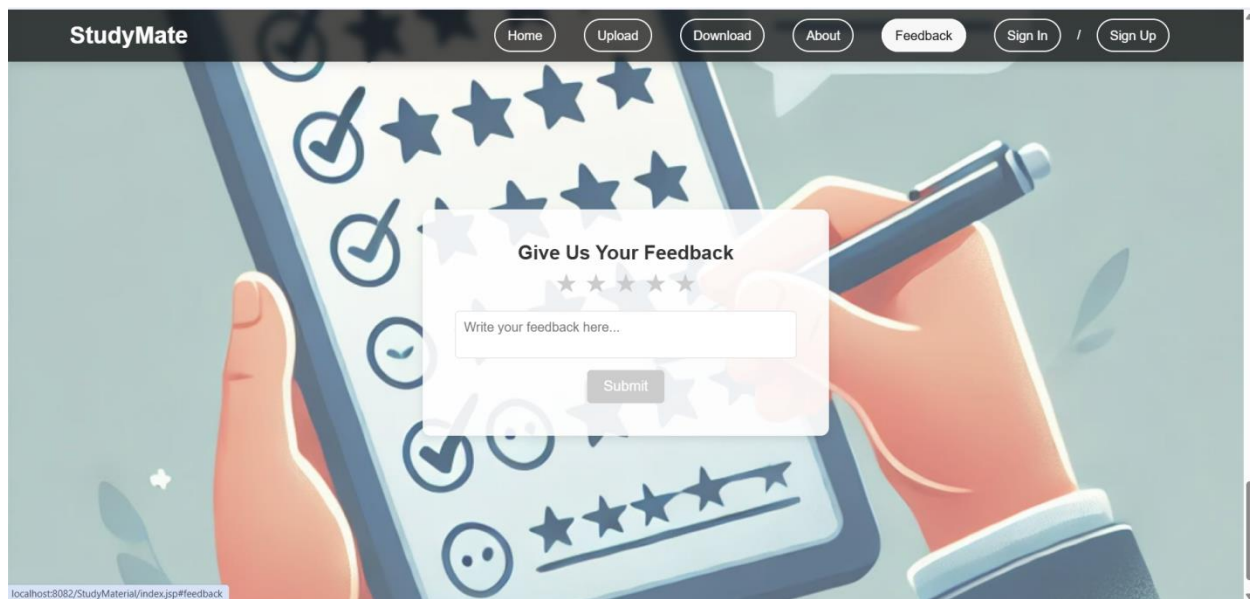 StudyMate
Home Upload Download About Feedback Sign In / Sign Up
Give Us Your Feedback
Write your feedback here...
Submit
localhost:8082/StudyMaterial/index.jsp#feedback